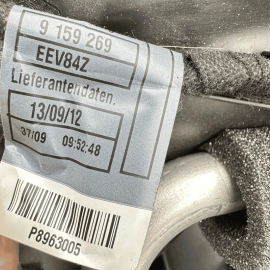 9 159 269
EEV84Z
Lieferantendaten.
13/09/12
37/09 09:52:48
P8963005